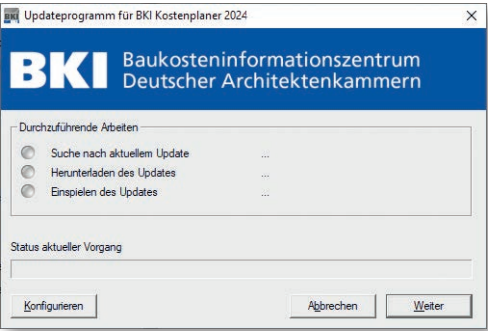 Updateprogramm für BKI Kostenplaner 2024
BKI Baukosteninformationszentrum
Deutscher Architektenkammern
Durchzuführende Arbeiten
Suche nach aktuellem Update ...
Herunterladen des Updates ...
Einspielen des Updates ...
Status aktueller Vorgang
Konfigurieren Abbrechen Weiter